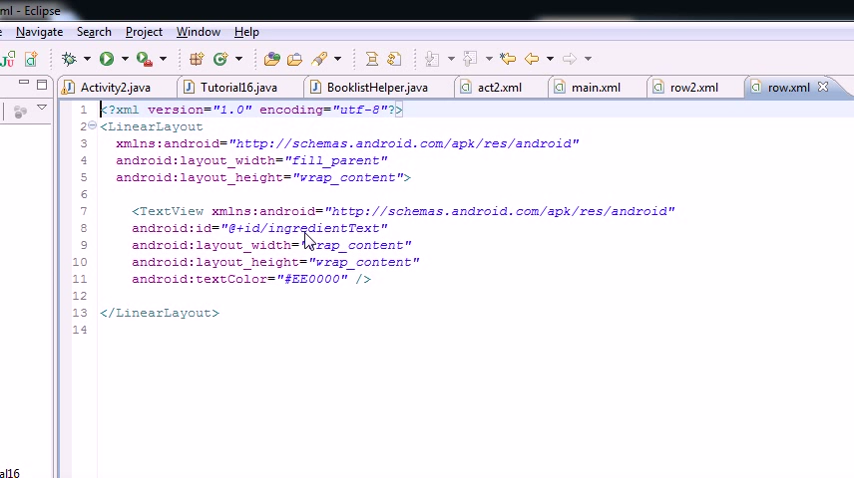 ml - Eclipse
Navigate Search Project Window Help
Activity2.java Tutorial16.java BooklistHelper.java act2.xml main.xml row2.xml row.xml
1 <?xml version="1.0" encoding="utf-8"?>
2 <LinearLayout
3 xmlns:android="http://schemas.android.com/apk/res/android"
4 android:layout_width="fill_parent"
5 android:layout_height="wrap_content">
6
7 <TextView xmlns:android="http://schemas.android.com/apk/res/android"
8 android:id="@+id/ingredientText"
9 android:layout_width="wrap_content"
10 android:layout_height="wrap_content"
11 android:textColor="#EE0000" />
12
13 </LinearLayout>
14
al16